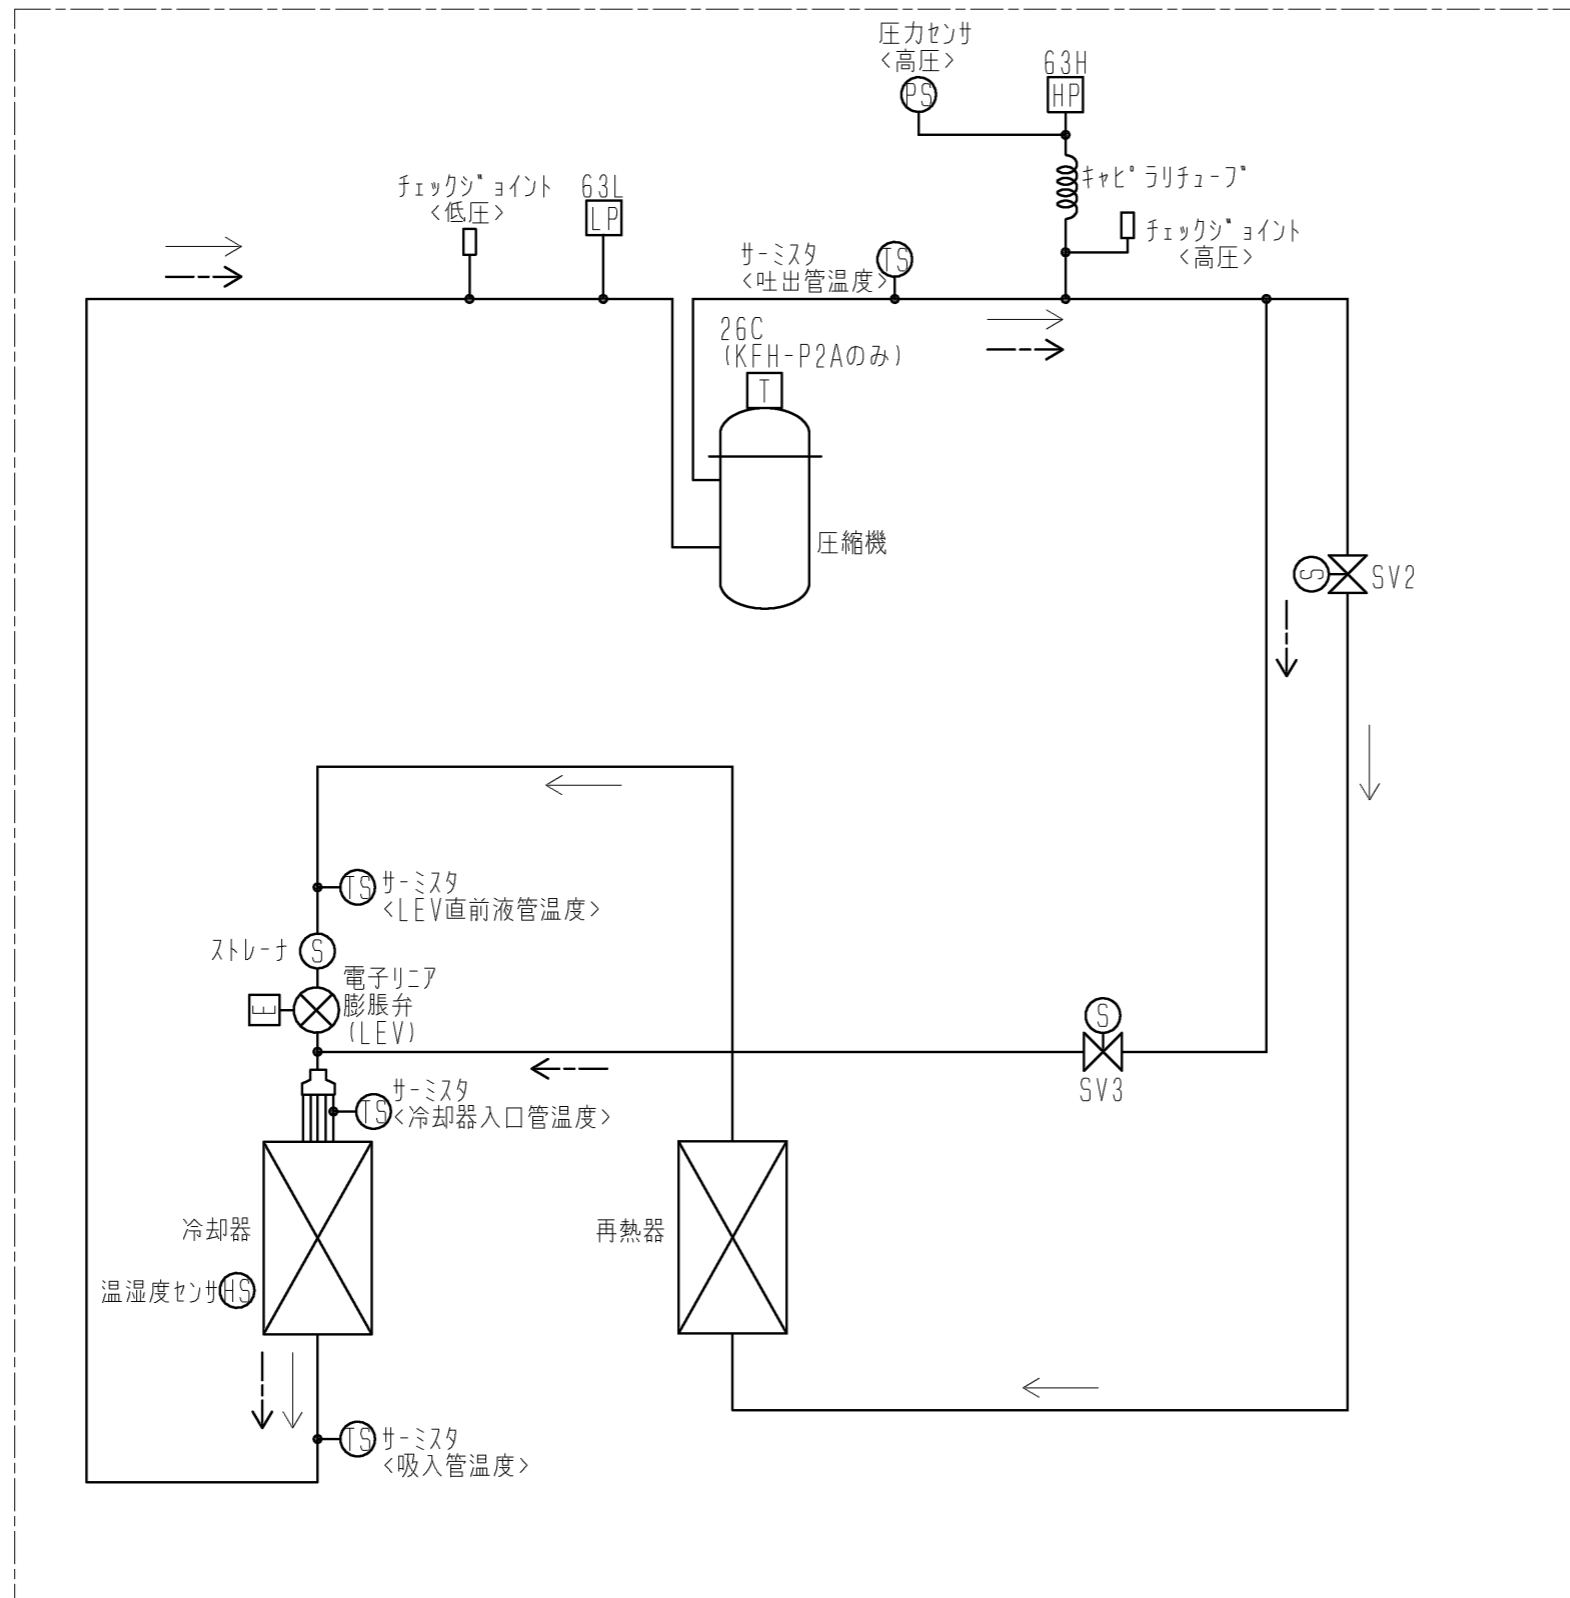 圧力センサ
<高圧>
PS
63H
HP
キャピラリチューブ
チェックジョイント
<高圧>
チェックジョイント
<低圧>
63L
LP
サーミスタ
<吐出管温度>
TS
26C
(KFH-P2Aのみ)
T
圧縮機
S
SV2
TS
サーミスタ
<LEV直前液管温度>
ストレーナ
S
電子リニア
膨脹弁
(LEV)
E
S
SV3
サーミスタ
<冷却器入口管温度>
TS
冷却器
再熱器
温湿度センサ
HS
TS
サーミスタ
<吸入管温度>